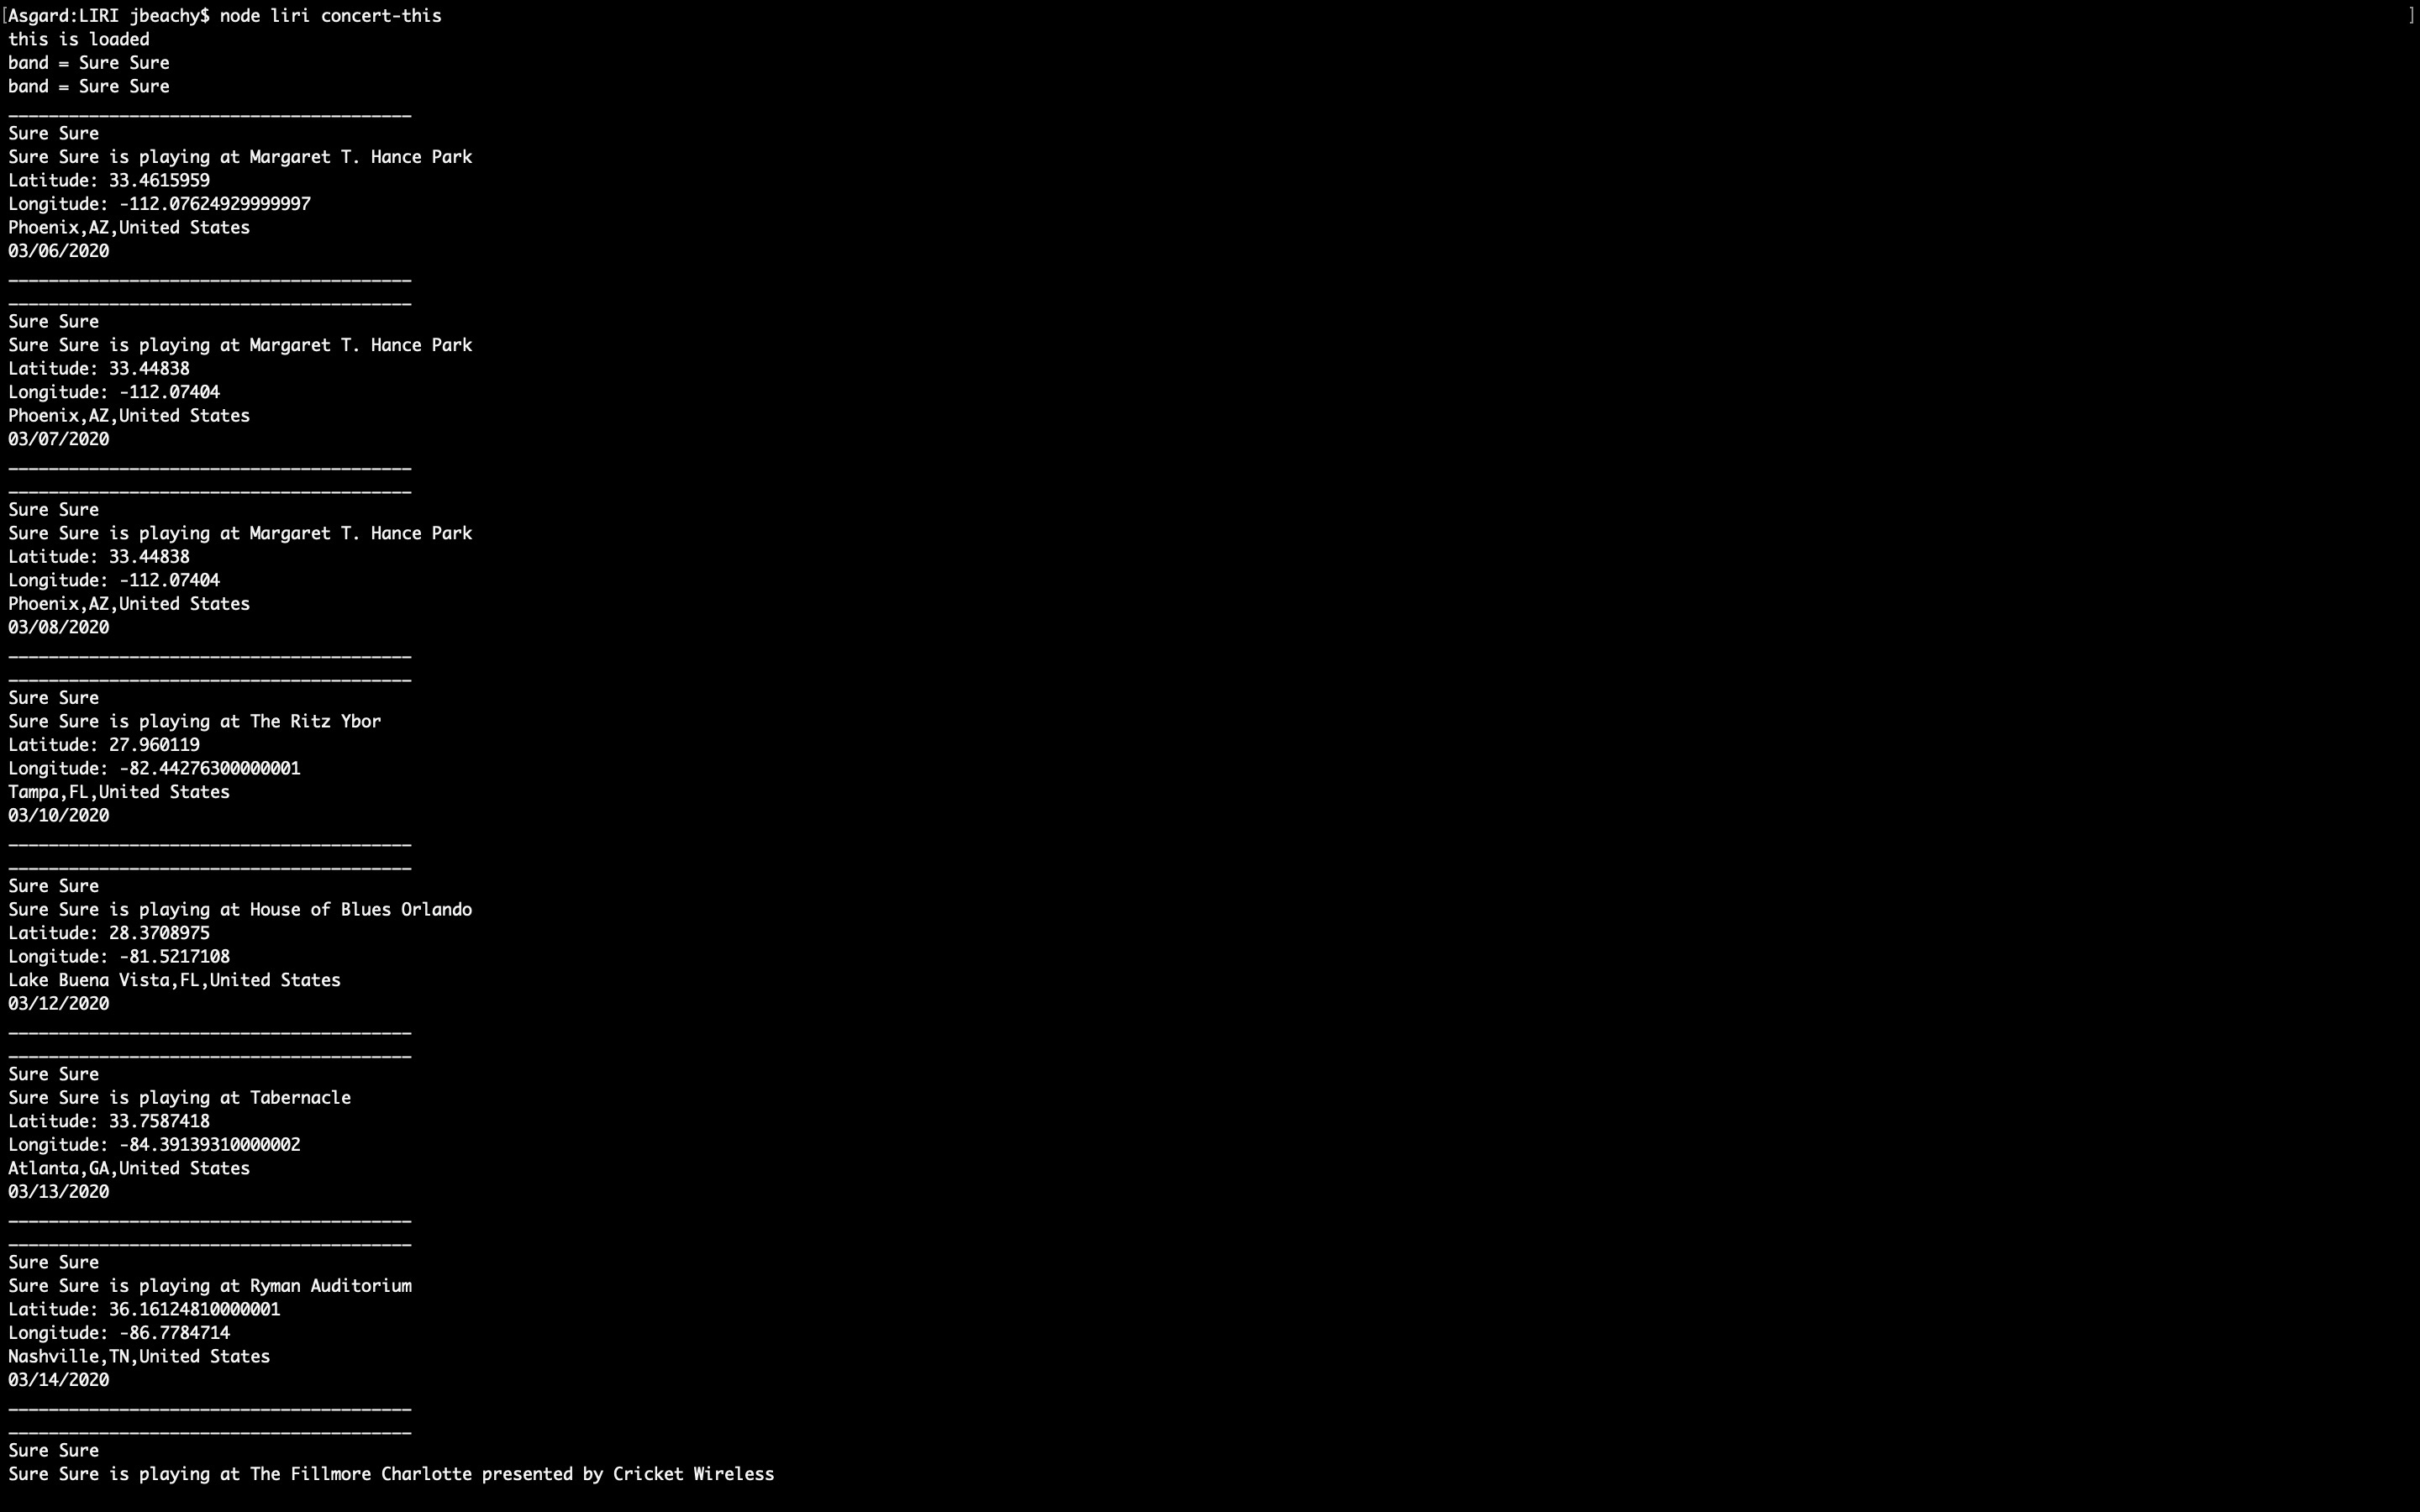 [Asgard:LIRI jbeachy$ node liri concert-this ]
this is loaded
band = Sure Sure
band = Sure Sure
________________________________________
Sure Sure
Sure Sure is playing at Margaret T. Hance Park
Latitude: 33.4615959
Longitude: -112.07624929999997
Phoenix,AZ,United States
03/06/2020
________________________________________
________________________________________
Sure Sure
Sure Sure is playing at Margaret T. Hance Park
Latitude: 33.44838
Longitude: -112.07404
Phoenix,AZ,United States
03/07/2020
________________________________________
________________________________________
Sure Sure
Sure Sure is playing at Margaret T. Hance Park
Latitude: 33.44838
Longitude: -112.07404
Phoenix,AZ,United States
03/08/2020
________________________________________
________________________________________
Sure Sure
Sure Sure is playing at The Ritz Ybor
Latitude: 27.960119
Longitude: -82.44276300000001
Tampa,FL,United States
03/10/2020
________________________________________
________________________________________
Sure Sure
Sure Sure is playing at House of Blues Orlando
Latitude: 28.3708975
Longitude: -81.5217108
Lake Buena Vista,FL,United States
03/12/2020
________________________________________
________________________________________
Sure Sure
Sure Sure is playing at Tabernacle
Latitude: 33.7587418
Longitude: -84.39139310000002
Atlanta,GA,United States
03/13/2020
________________________________________
________________________________________
Sure Sure
Sure Sure is playing at Ryman Auditorium
Latitude: 36.16124810000001
Longitude: -86.7784714
Nashville,TN,United States
03/14/2020
________________________________________
________________________________________
Sure Sure
Sure Sure is playing at The Fillmore Charlotte presented by Cricket Wireless